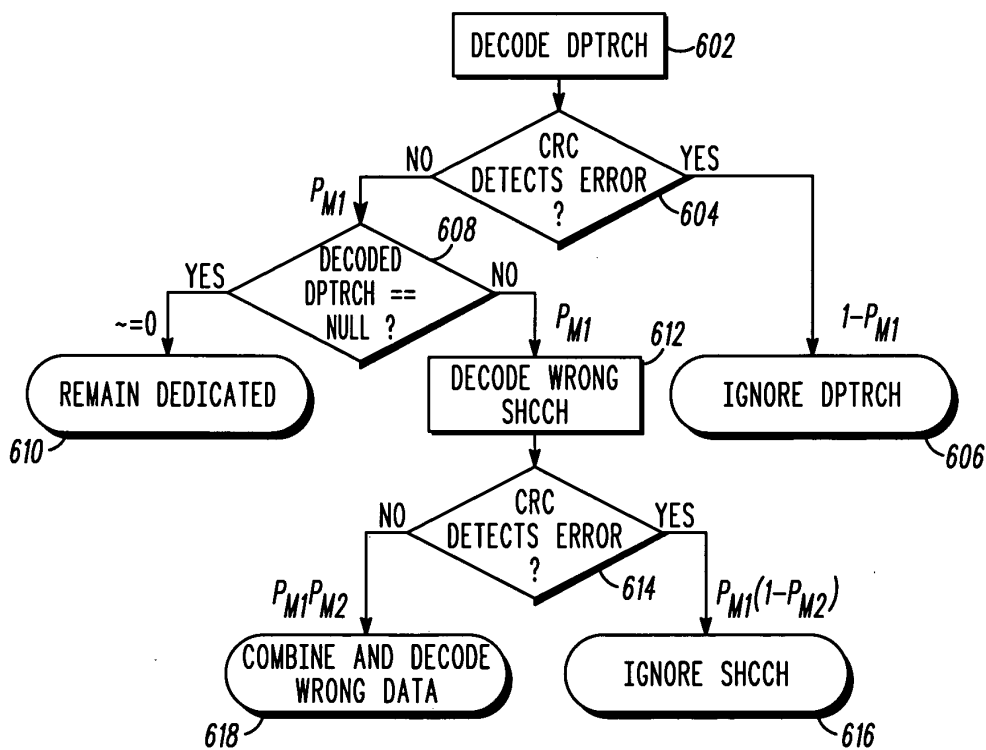 DECODE DPTRCH
602
CRC
DETECTS ERROR
?
NO
YES
604
P_M1
608
DECODED
DPTRCH ==
NULL ?
YES
NO
~=0
P_M1
612
1-P_M1
REMAIN DEDICATED
610
DECODE WRONG
SHCCH
IGNORE DPTRCH
606
CRC
DETECTS ERROR
?
NO
YES
614
P_M1P_M2
P_M1(1-P_M2)
COMBINE AND DECODE
WRONG DATA
618
IGNORE SHCCH
616